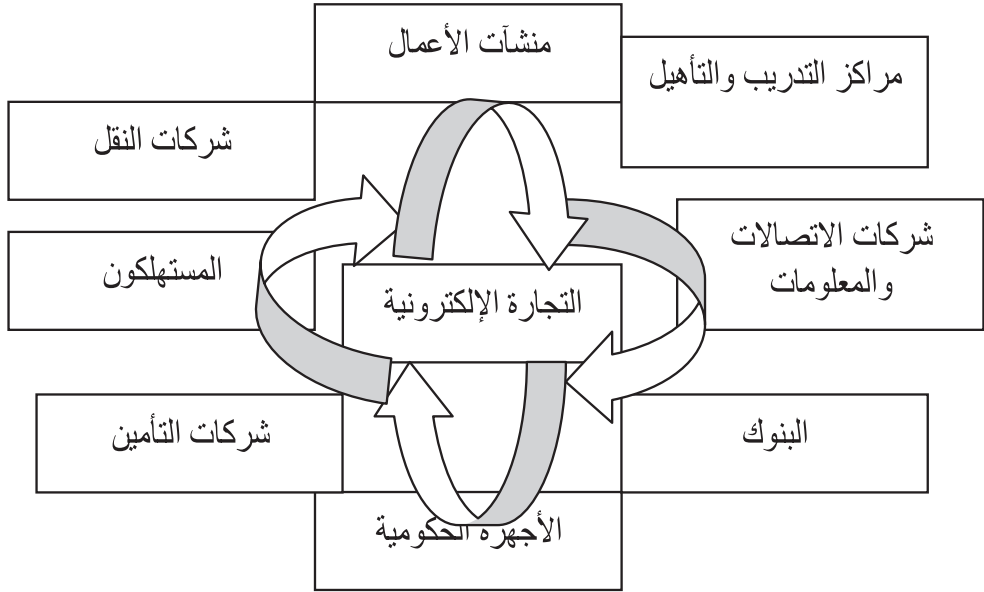 منشآت الأعمال
مراكز التدريب والتأهيل
شركات النقل
شركات الاتصالات
والمعلومات
المستهلكون
التجارة الإلكترونية
البنوك
شركات التأمين
الأجهزة الحكومية